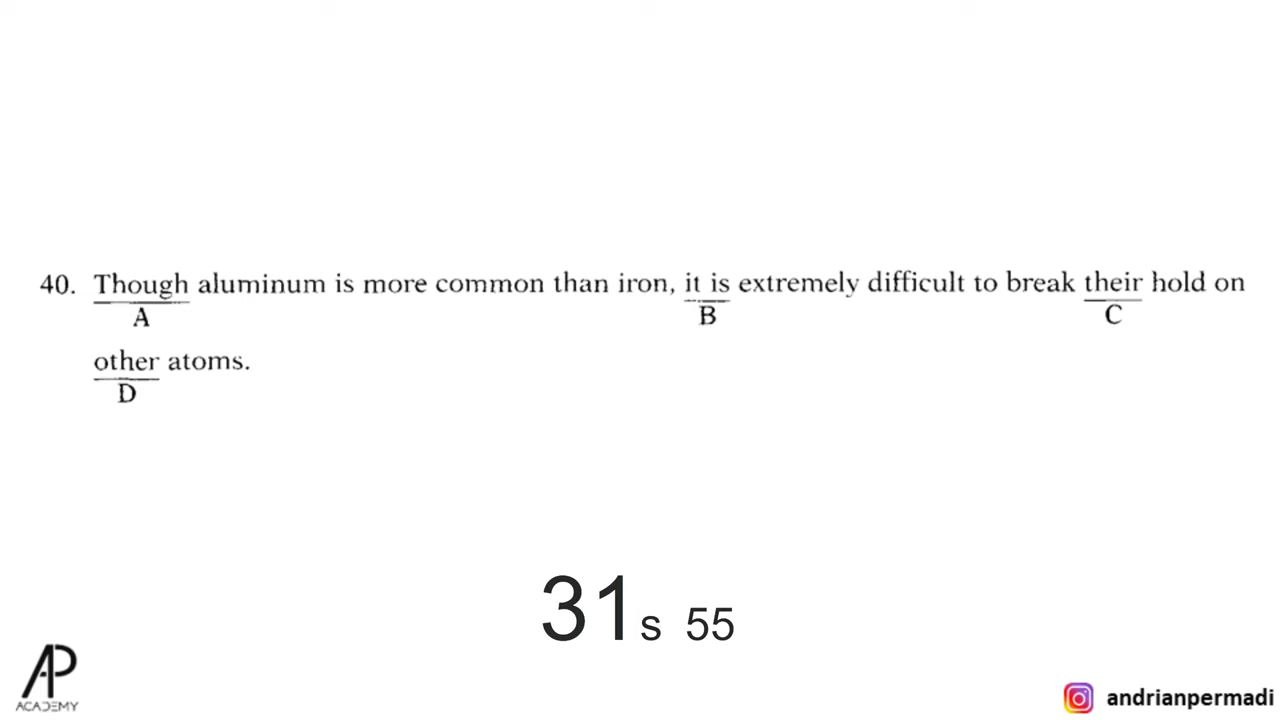 40. Though aluminum is more common than iron, it is extremely difficult to break their hold on
A B C
other atoms.
D
31s 55
AP
ACADEMY
andrianpermadi